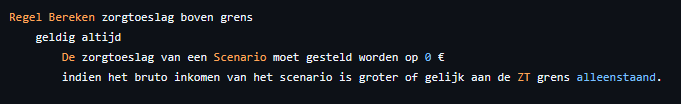 Regel Bereken zorgtoeslag boven grens
geldig altijd
De zorgtoeslag van een Scenario moet gesteld worden op 0 €
indien het bruto inkomen van het scenario is groter of gelijk aan de ZT grens alleenstaand.